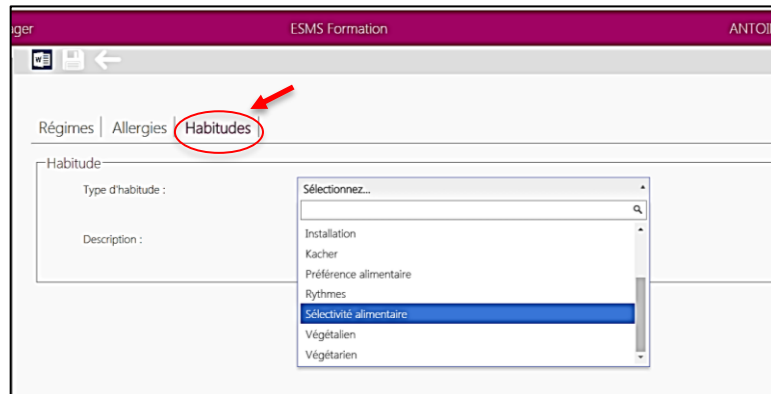 ager ESMS Formation ANTOI
Régimes Allergies Habitudes
Habitude
Type d'habitude : Sélectionnez...
Description :
Installation
Kacher
Préférence alimentaire
Rythmes
Sélectivité alimentaire
Végétalien
Végétarien